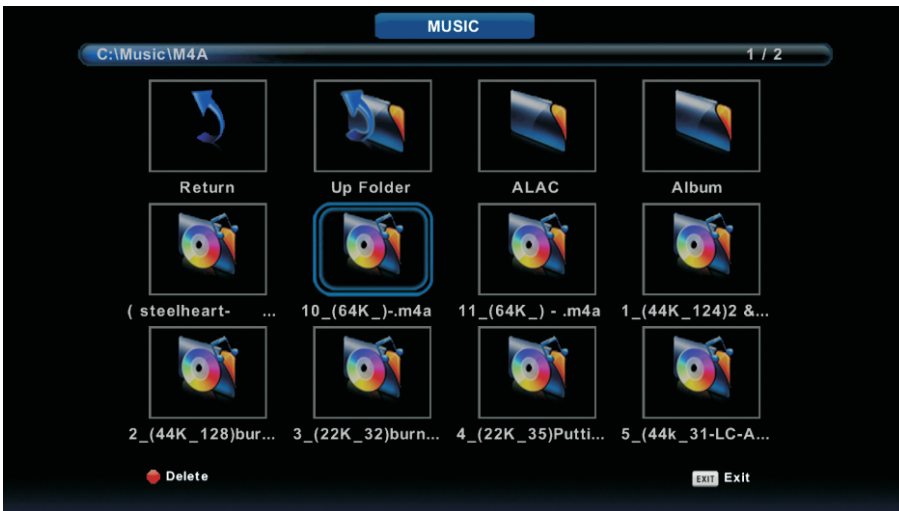 MUSIC
C:\Music\M4A 1 / 2
Return Up Folder ALAC Album
( steelheart- ... 10_(64K_)-.m4a 11_(64K_) - .m4a 1_(44K_124)2 &...
2_(44K_128)bur... 3_(22K_32)burn... 4_(22K_35)Putti... 5_(44k_31-LC-A...
Delete EXIT Exit